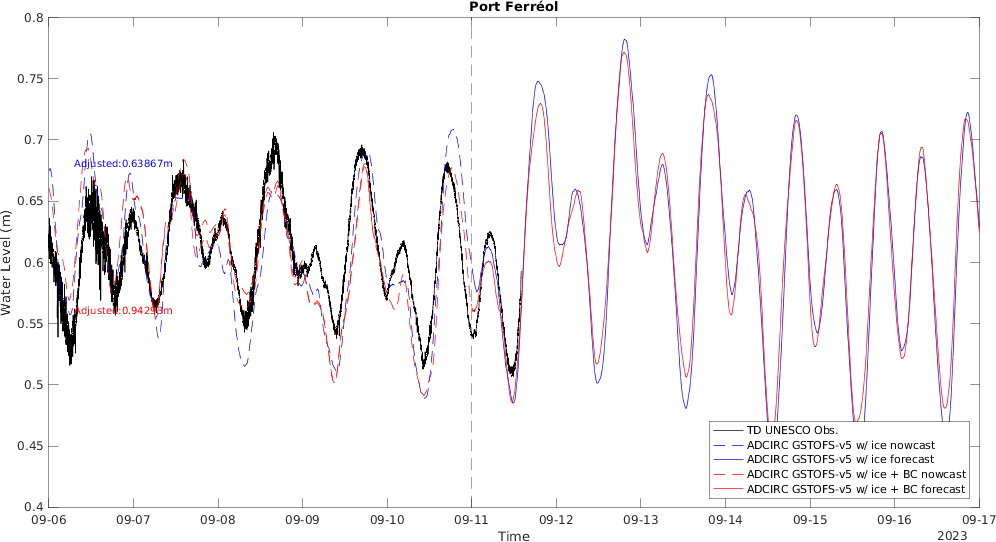 Port Ferréol
0.8
0.75
0.7
0.65
0.6
0.55
0.5
0.45
0.4
Water Level (m)
Adjusted:0.63867m
Adjusted:0.94293m
TD UNESCO Obs.
ADCIRC GSTOFS-v5 w/ ice nowcast
ADCIRC GSTOFS-v5 w/ ice forecast
ADCIRC GSTOFS-v5 w/ ice + BC nowcast
ADCIRC GSTOFS-v5 w/ ice + BC forecast
09-06 09-07 09-08 09-09 09-10 09-11 09-12 09-13 09-14 09-15 09-16 09-17
Time
2023